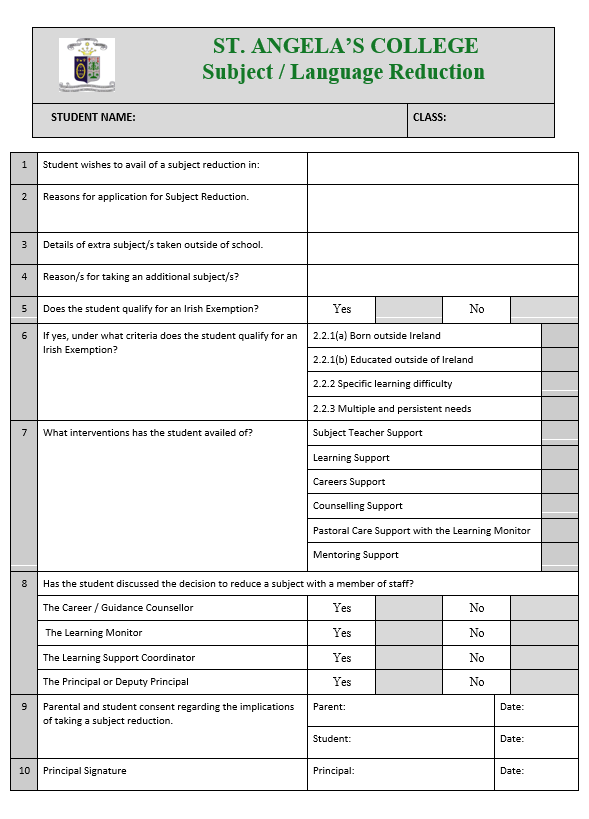 ST. ANGELA'S COLLEGE
Subject / Language Reduction
STUDENT NAME:
CLASS:
1 Student wishes to avail of a subject reduction in:
2 Reasons for application for Subject Reduction.
3 Details of extra subject/s taken outside of school.
4 Reason/s for taking an additional subject/s?
5 Does the student qualify for an Irish Exemption? Yes No
6 If yes, under what criteria does the student qualify for an
Irish Exemption?
2.2.1(a) Born outside Ireland
2.2.1(b) Educated outside of Ireland
2.2.2 Specific learning difficulty
2.2.3 Multiple and persistent needs
7 What interventions has the student availed of?
Subject Teacher Support
Learning Support
Careers Support
Counselling Support
Pastoral Care Support with the Learning Monitor
Mentoring Support
8 Has the student discussed the decision to reduce a subject with a member of staff?
The Career / Guidance Counsellor Yes No
The Learning Monitor Yes No
The Learning Support Coordinator Yes No
The Principal or Deputy Principal Yes No
9 Parental and student consent regarding the implications
of taking a subject reduction.
Parent: Date:
Student: Date:
10 Principal Signature Principal: Date: